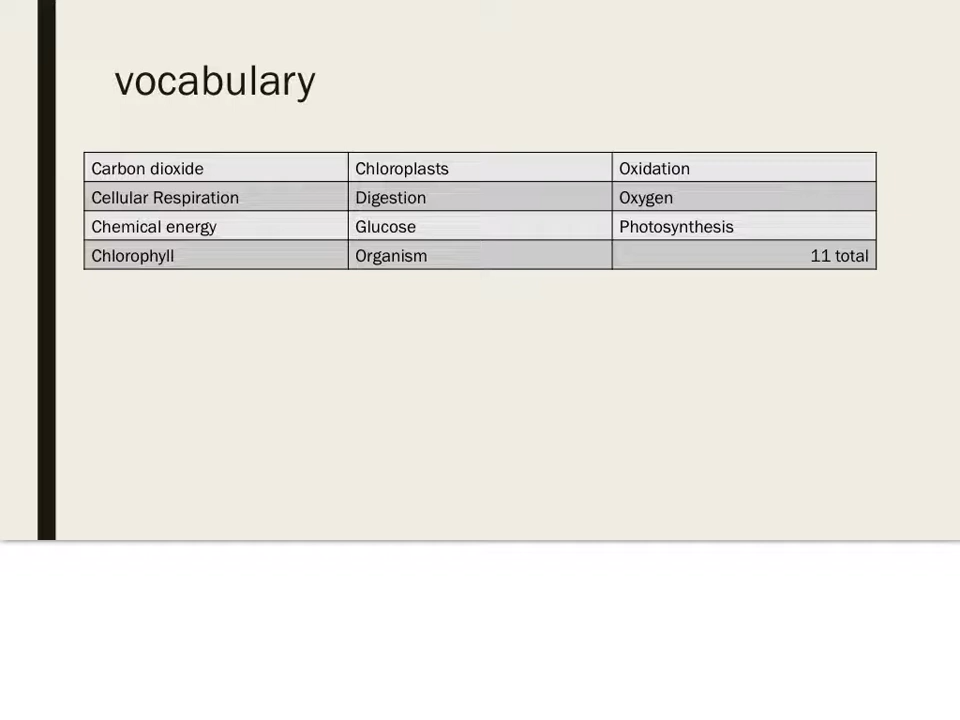 vocabulary
Carbon dioxide Chloroplasts Oxidation
Cellular Respiration Digestion Oxygen
Chemical energy Glucose Photosynthesis
Chlorophyll Organism 11 total